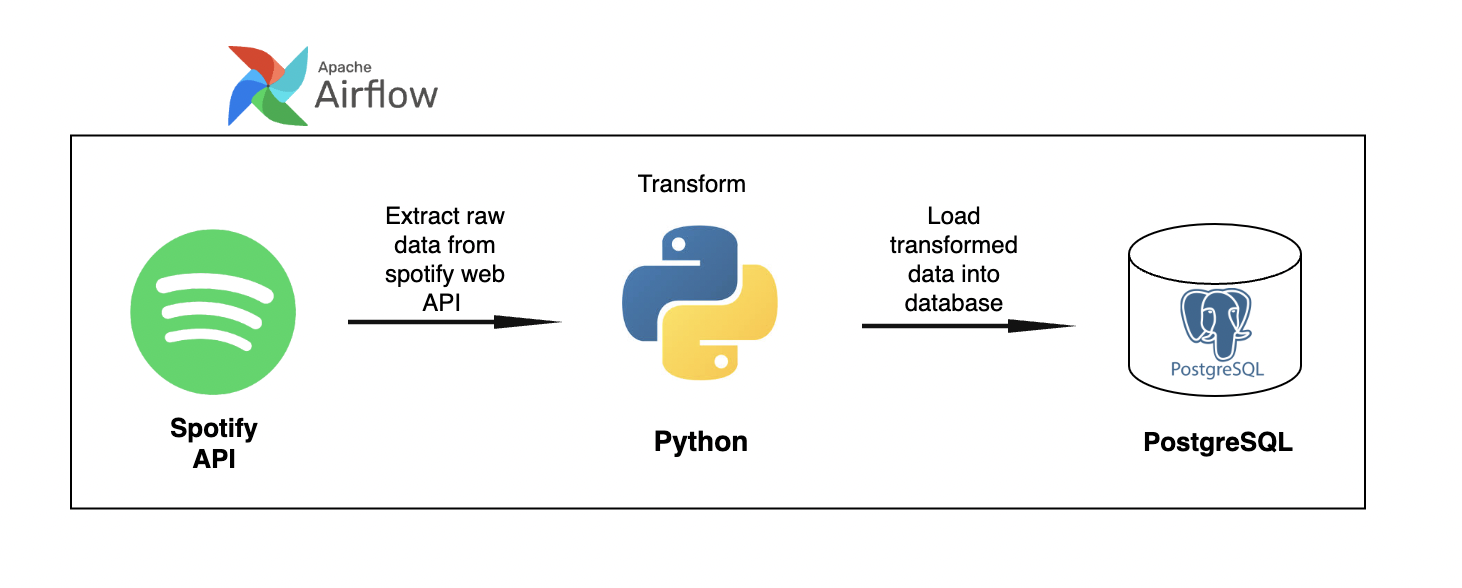 Apache
Airflow
Transform
Extract raw
data from
spotify web
API
Load
transformed
data into
database
PostgreSQL
Spotify
API
Python
PostgreSQL